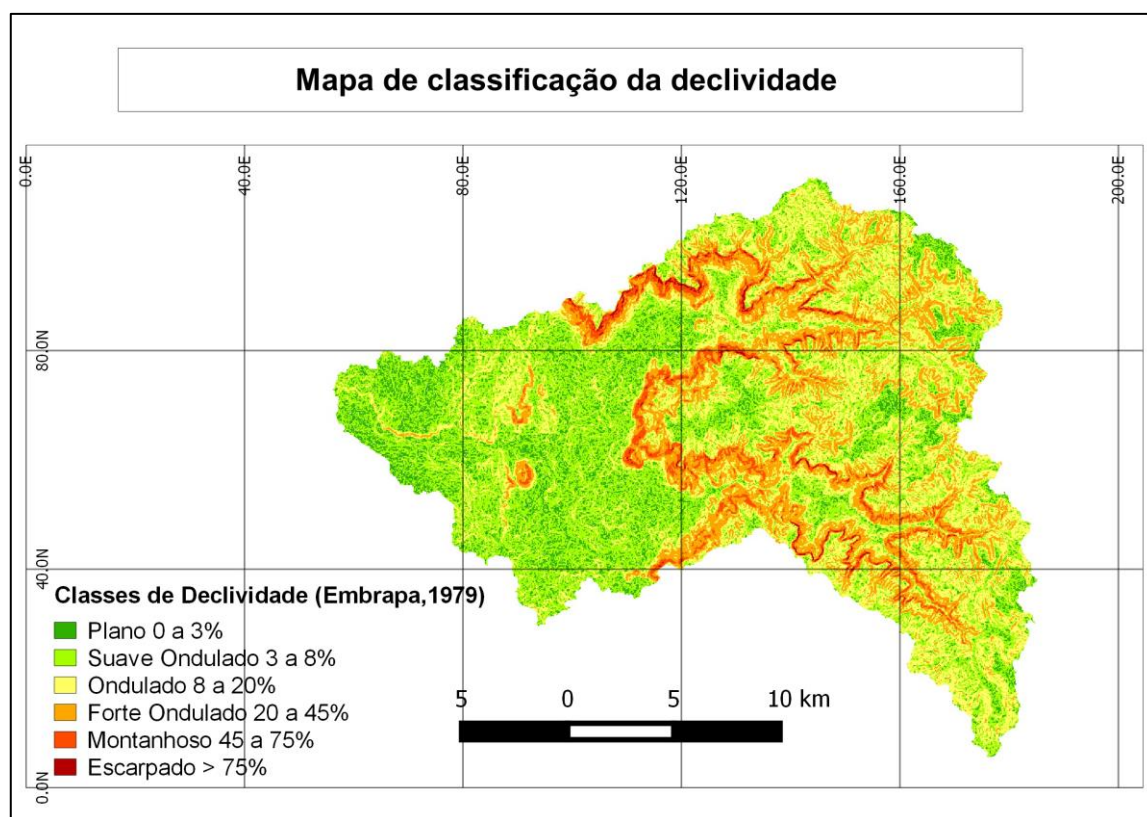 Mapa de classificação da declividade
0.0E
40.0E
80.0E
120.0E
160.0E
200.0E
80.0N
40.0N
0.0N
Classes de Declividade (Embrapa,1979)
Plano 0 a 3%
Suave Ondulado 3 a 8%
Ondulado 8 a 20%
Forte Ondulado 20 a 45%
Montanhoso 45 a 75%
Escarpado > 75%
5 0 5 10 km